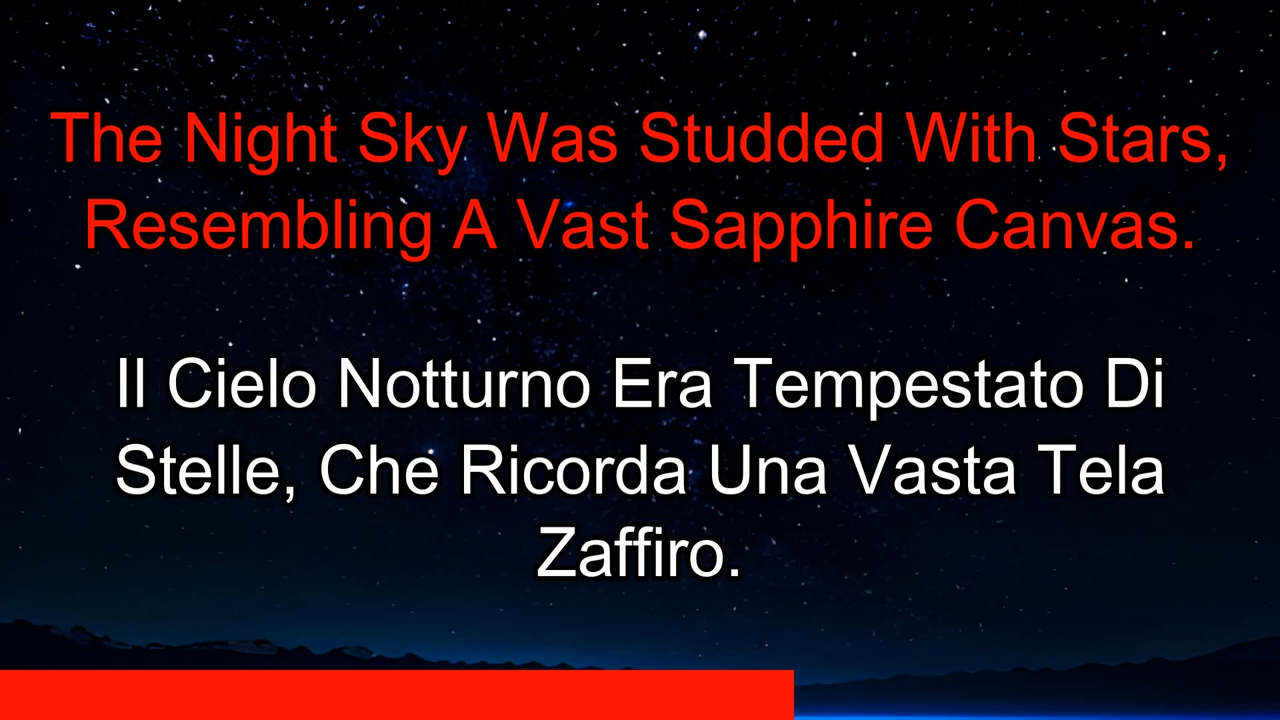 The Night Sky Was Studded With Stars,
Resembling A Vast Sapphire Canvas.
Il Cielo Notturno Era Tempestato Di
Stelle, Che Ricorda Una Vasta Tela
Zaffiro.